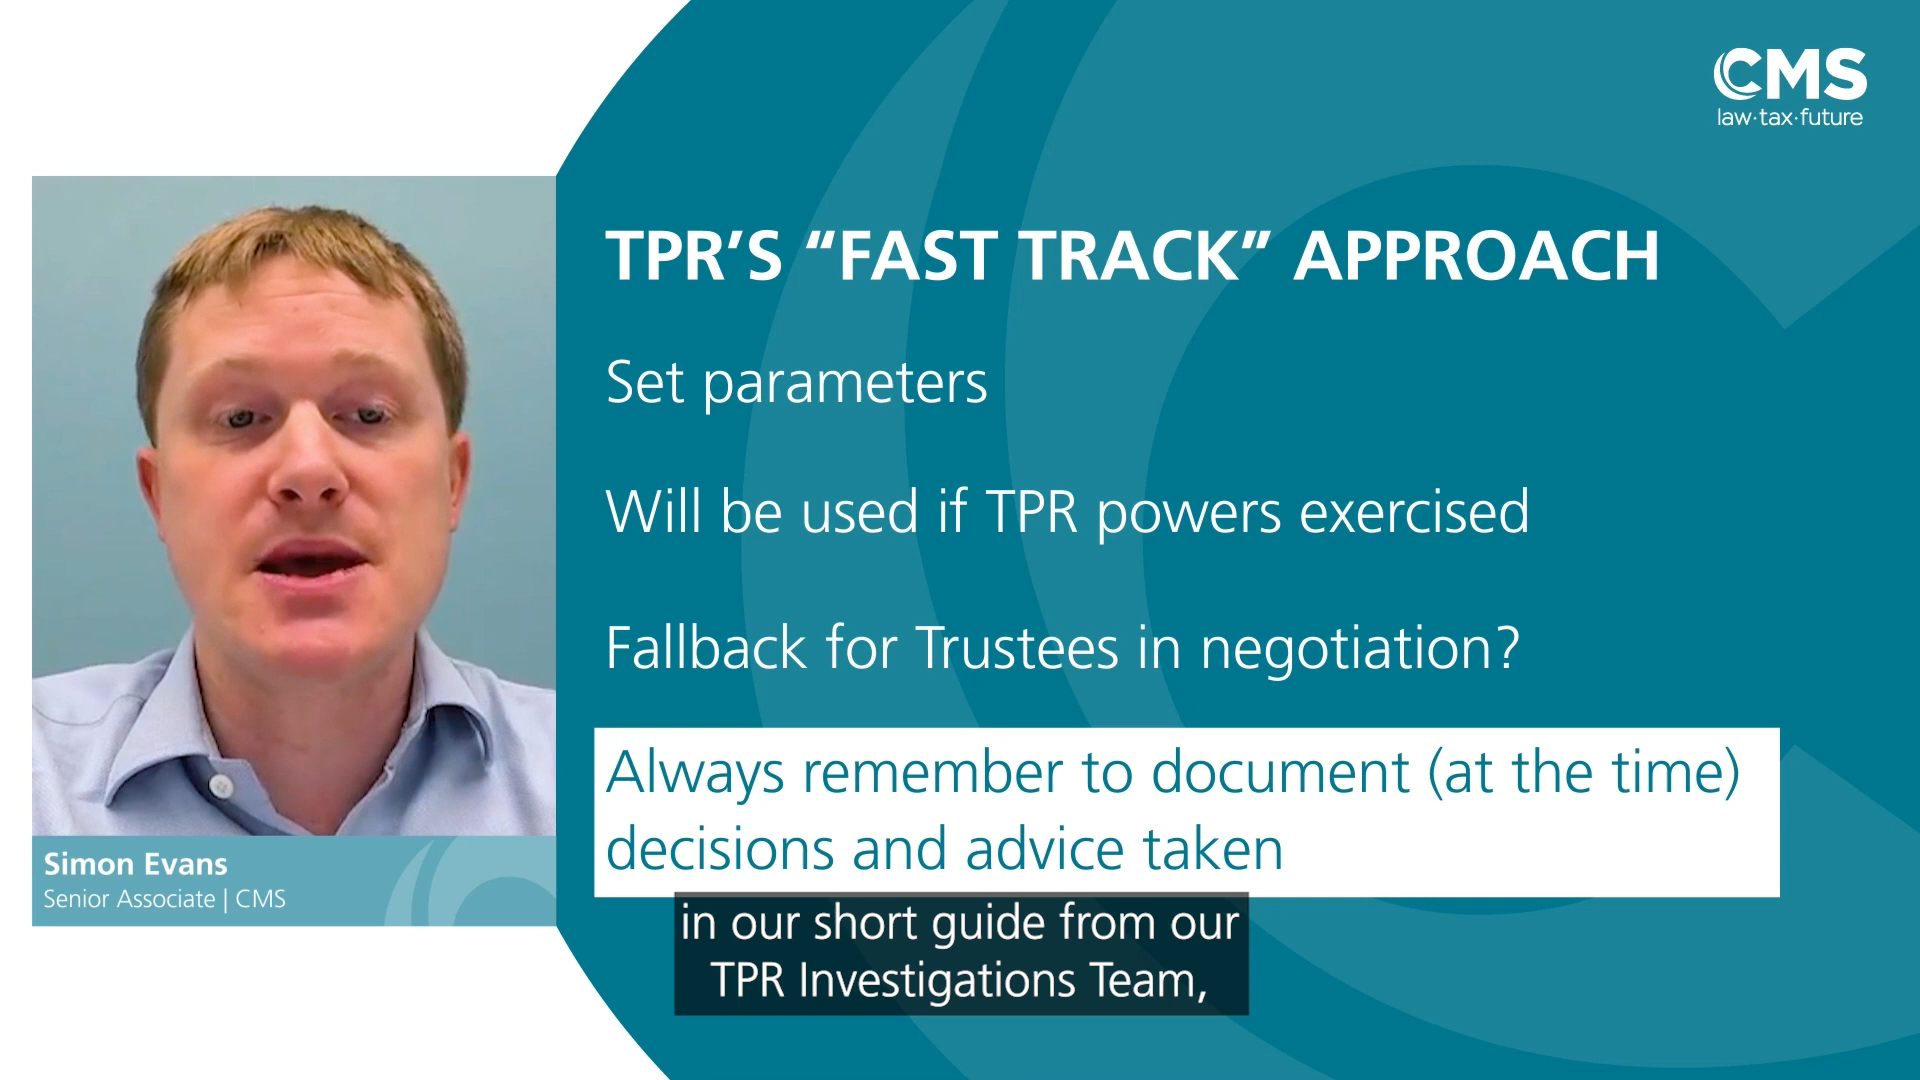 CMS
law·tax·future
TPR'S “FAST TRACK” APPROACH
Set parameters
Will be used if TPR powers exercised
Fallback for Trustees in negotiation?
Always remember to document (at the time)
decisions and advice taken
Simon Evans
Senior Associate | CMS
in our short guide from our
TPR Investigations Team,